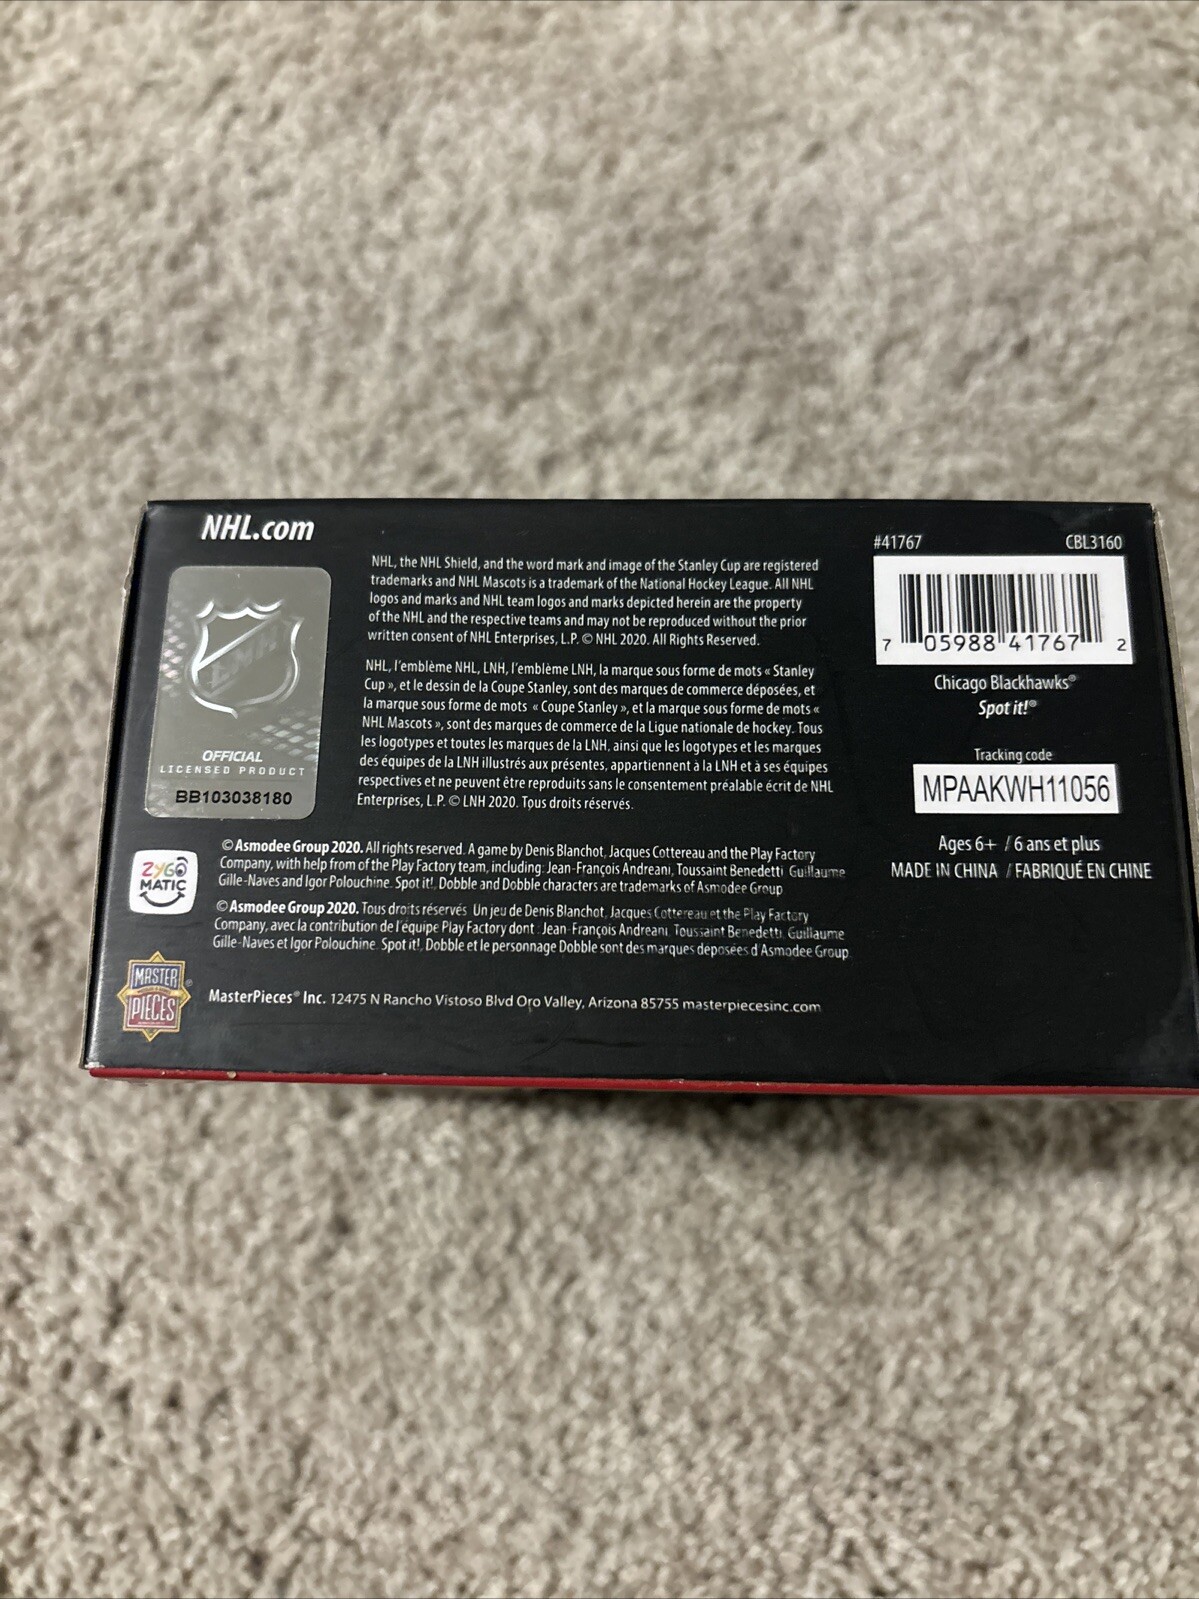 NHL.com
OFFICIAL
LICENSED PRODUCT
BB103038180
NHL, the NHL Shield, and the word mark and image of the Stanley Cup are registered
trademarks and NHL Mascots is a trademark of the National Hockey League. All NHL
logos and marks and NHL team logos and marks depicted herein are the property
of the NHL and the respective teams and may not be reproduced without the prior
written consent of NHL Enterprises, L.P. © NHL 2020. All Rights Reserved.
NHL, l'emblème NHL, LNH, l'emblème LNH, la marque sous forme de mots « Stanley
Cup », et le dessin de la Coupe Stanley, sont des marques de commerce déposées, et
la marque sous forme de mots « Coupe Stanley », et la marque sous forme de mots «
NHL Mascots », sont des marques de commerce de la Ligue nationale de hockey. Tous
les logotypes et toutes les marques de la LNH, ainsi que les logotypes et les marques
des équipes de la LNH illustrés aux présentes, appartiennent à la LNH et à ses équipes
respectives et ne peuvent être reproduits sans le consentement préalable écrit de NHL
Enterprises, L.P. © LNH 2020. Tous droits réservés.
#41767 CBL3160
7 05988 41767 2
Chicago Blackhawks®
Spot it!®
Tracking code
MPAAKWH11056
Ages 6+ / 6 ans et plus
MADE IN CHINA / FABRIQUÉ EN CHINE
ZYGO
MATIC
© Asmodee Group 2020. All rights reserved. A game by Denis Blanchot, Jacques Cottereau and the Play Factory
Company, with help from of the Play Factory team, including: Jean-François Andreani, Toussaint Benedetti, Guillaume
Gille-Naves and Igor Polouchine. Spot it!, Dobble and Dobble characters are trademarks of Asmodee Group
© Asmodee Group 2020. Tous droits réservés. Un jeu de Denis Blanchot, Jacques Cottereau et the Play Factory
Company, avec la contribution de l'équipe Play Factory dont : Jean-François Andreani, Toussaint Benedetti, Guillaume
Gille-Naves et Igor Polouchine. Spot it!, Dobble et le personnage Dobble sont des marques déposées d'Asmodee Group
MASTER
PIECES
®
MasterPieces® Inc. 12475 N Rancho Vistoso Blvd Oro Valley, Arizona 85755 masterpiecesinc.com